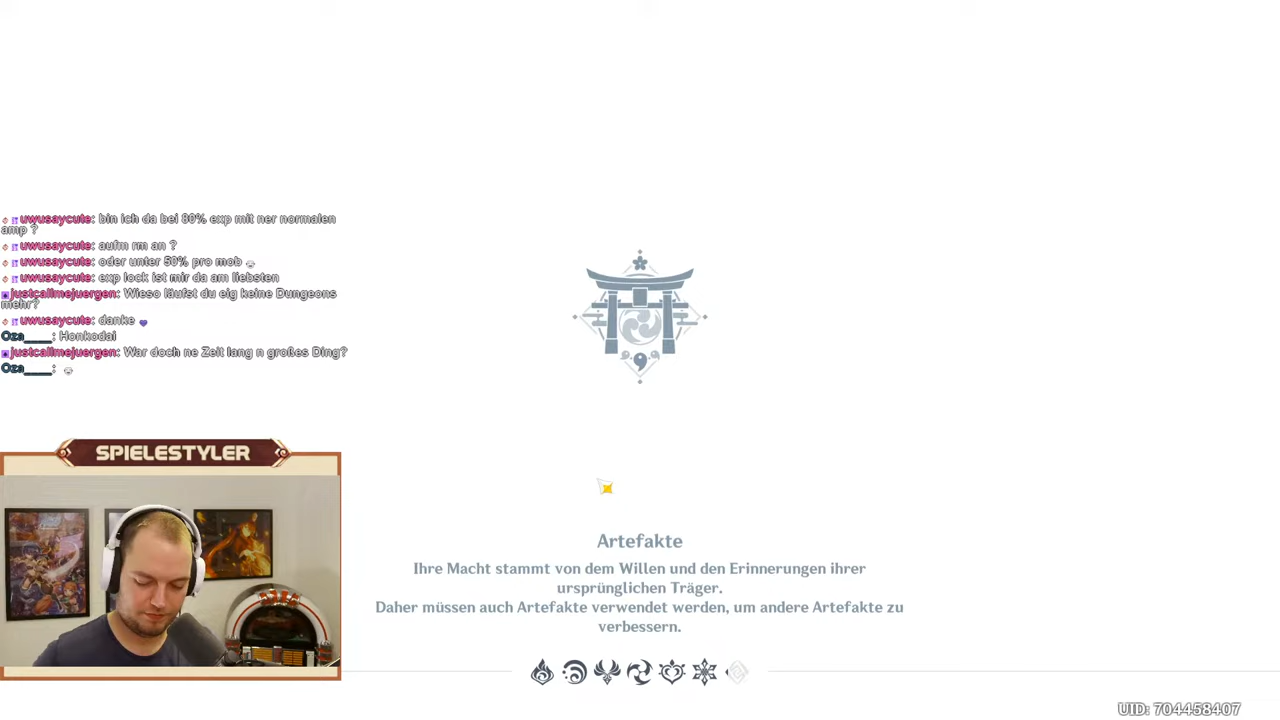 uwusaycute: bin ich da bei 80% exp mit ner normalen
amp ?
uwusaycute: aufm rm an ?
uwusaycute: oder unter 50% pro mob
uwusaycute: exp lock ist mir da am liebsten
justcallmejuergen: Wieso läufst du eig keine Dungeons
mehr?
uwusaycute: danke
Oza____: Honkodai
justcallmejuergen: War doch ne Zeit lang n großes Ding?
Oza____:
SPIELESTYLER
Artefakte
Ihre Macht stammt von dem Willen und den Erinnerungen ihrer
ursprünglichen Träger.
Daher müssen auch Artefakte verwendet werden, um andere Artefakte zu
verbessern.
UID: 704458407